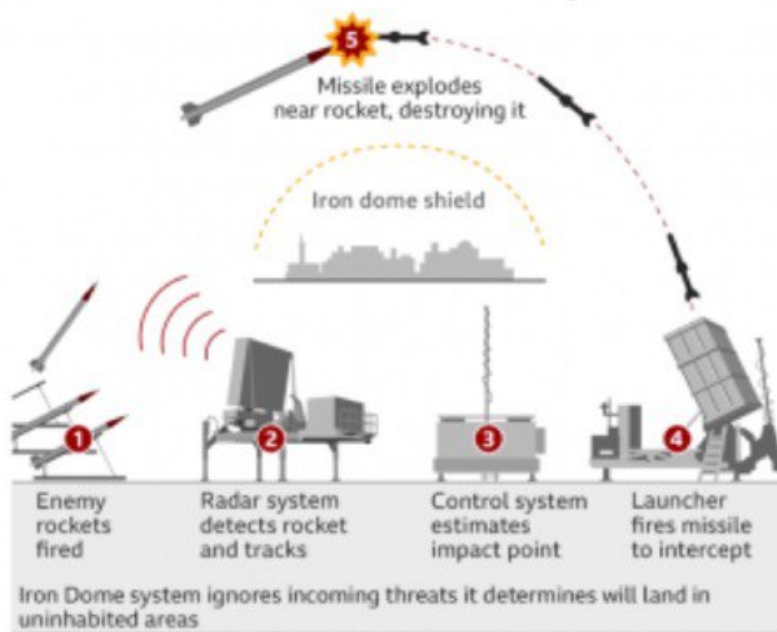 5
Missile explodes
near rocket, destroying it
Iron dome shield
1
2
3
4
Enemy
rockets
fired
Radar system
detects rocket
and tracks
Control system
estimates
impact point
Launcher
fires missile
to intercept
Iron Dome system ignores incoming threats it determines will land in
uninhabited areas